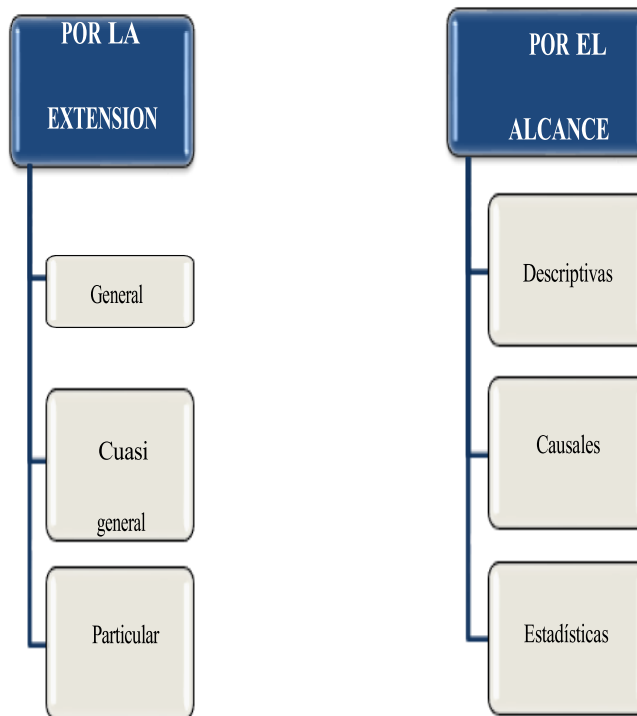 POR LA
EXTENSION
General
Cuasi
general
Particular
POR EL
ALCANCE
Descriptivas
Causales
Estadísticas